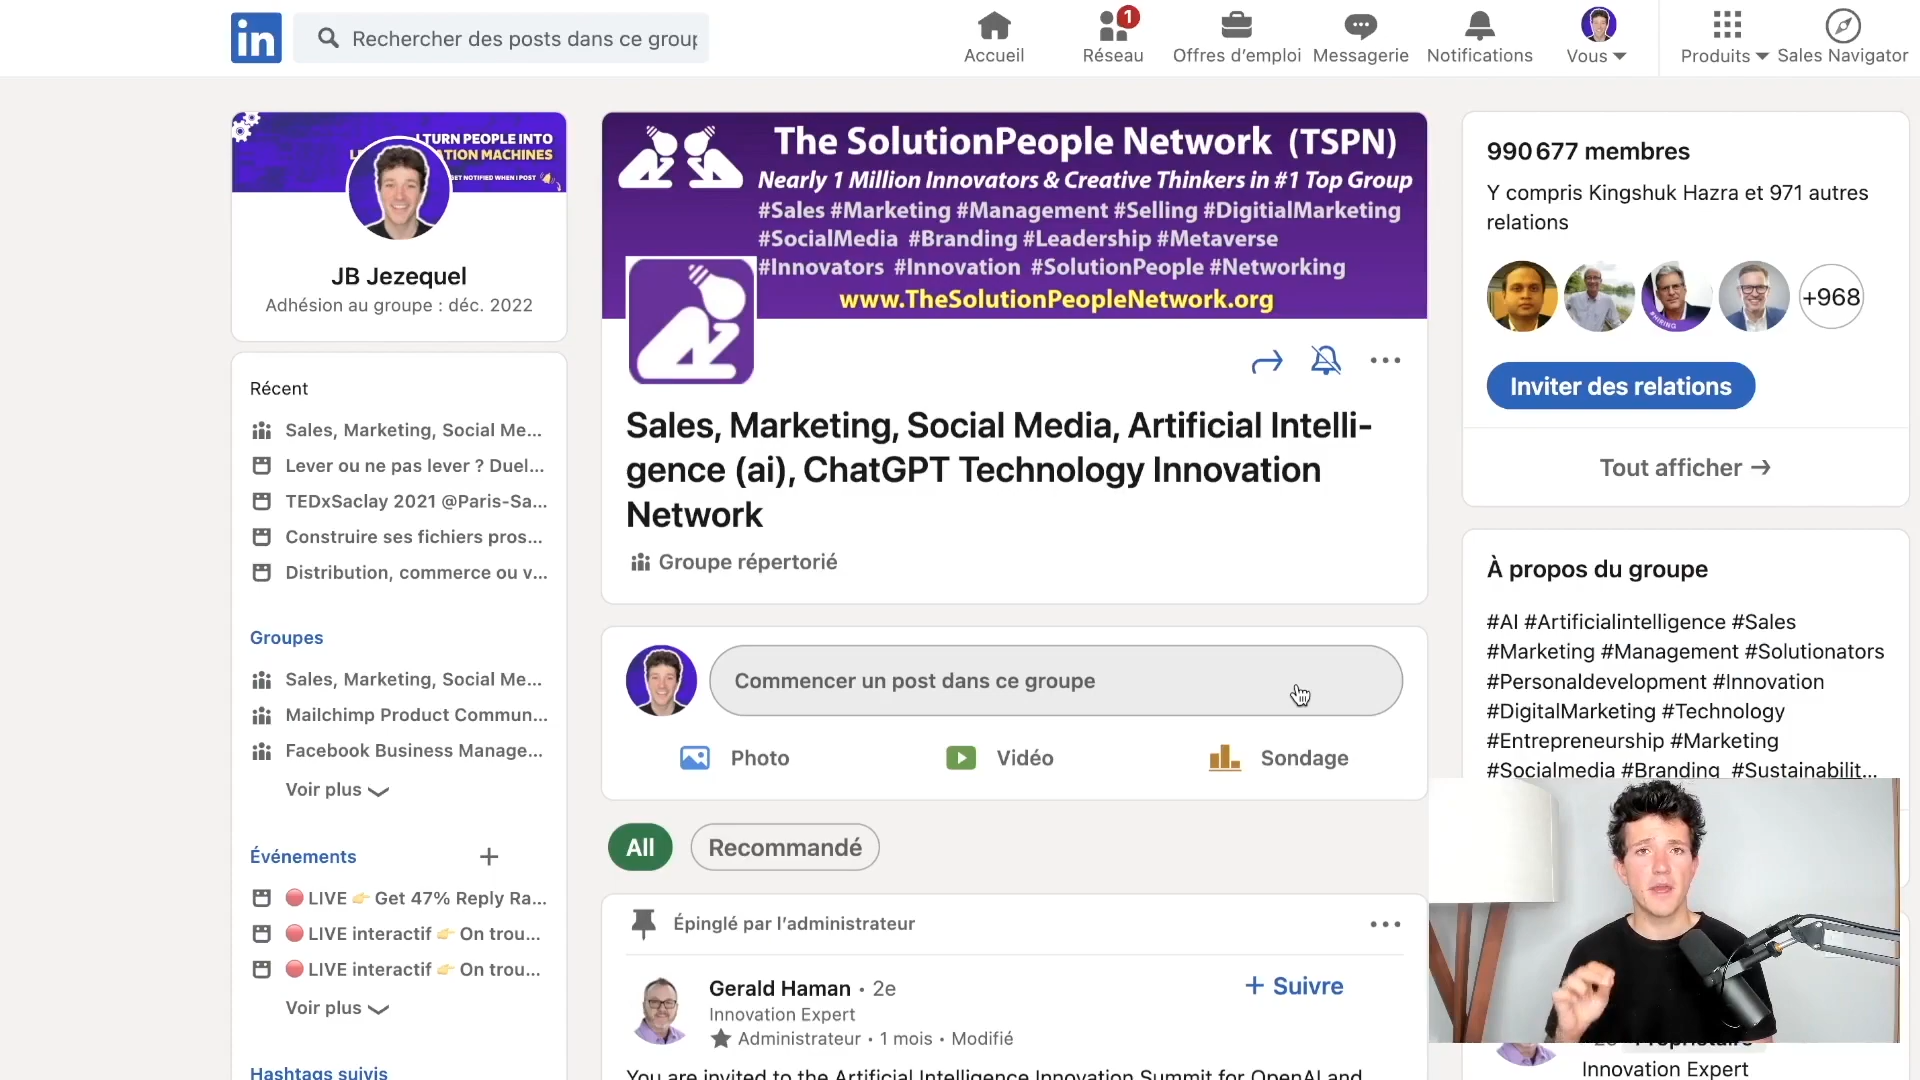 in
Rechercher des posts dans ce group
Accueil
1
Réseau
Offres d'emploi
Messagerie
Notifications
Vous
Produits
Sales Navigator
I TURN PEOPLE INTO
GET NOTIFIED WHEN I POST
MACHINES
JB Jezequel
Adhésion au groupe : déc. 2022
Récent
Sales, Marketing, Social Me...
Lever ou ne pas lever ? Duel...
TEDxSaclay 2021 @Paris-Sa...
Construire ses fichiers pros...
Distribution, commerce ou v...
Groupes
Sales, Marketing, Social Me...
Mailchimp Product Commun...
Facebook Business Manage...
Voir plus
Événements
LIVE 👉 Get 47% Reply Ra...
LIVE interactif 👉 On trou...
LIVE interactif 👉 On trou...
Voir plus
Hashtags suivis
The SolutionPeople Network (TSPN)
Nearly 1 Million Innovators & Creative Thinkers in #1 Top Group
#Sales #Marketing #Management #Selling #DigitialMarketing
#SocialMedia #Branding #Leadership #Metaverse
#Innovators #Innovation #SolutionPeople #Networking
www.TheSolutionPeopleNetwork.org
Sales, Marketing, Social Media, Artificial Intelli-
gence (ai), ChatGPT Technology Innovation
Network
Groupe répertorié
Commencer un post dans ce groupe
Photo
Vidéo
Sondage
All
Recommandé
Épinglé par l'administrateur
Gerald Haman • 2e
+ Suivre
Innovation Expert
Administrateur • 1 mois • Modifié
You are invited to the Artificial Intelligence Innovation Summit for OpenAI and
990 677 membres
Y compris Kingshuk Hazra et 971 autres
relations
#HIRING
+968
Inviter des relations
Tout afficher →
À propos du groupe
#AI #Artificialintelligence #Sales
#Marketing #Management #Solutionators
#Personaldevelopment #Innovation
#DigitalMarketing #Technology
#Entrepreneurship #Marketing
#Socialmedia #Branding #Sustainabilit...
Propriétaire
Innovation Expert